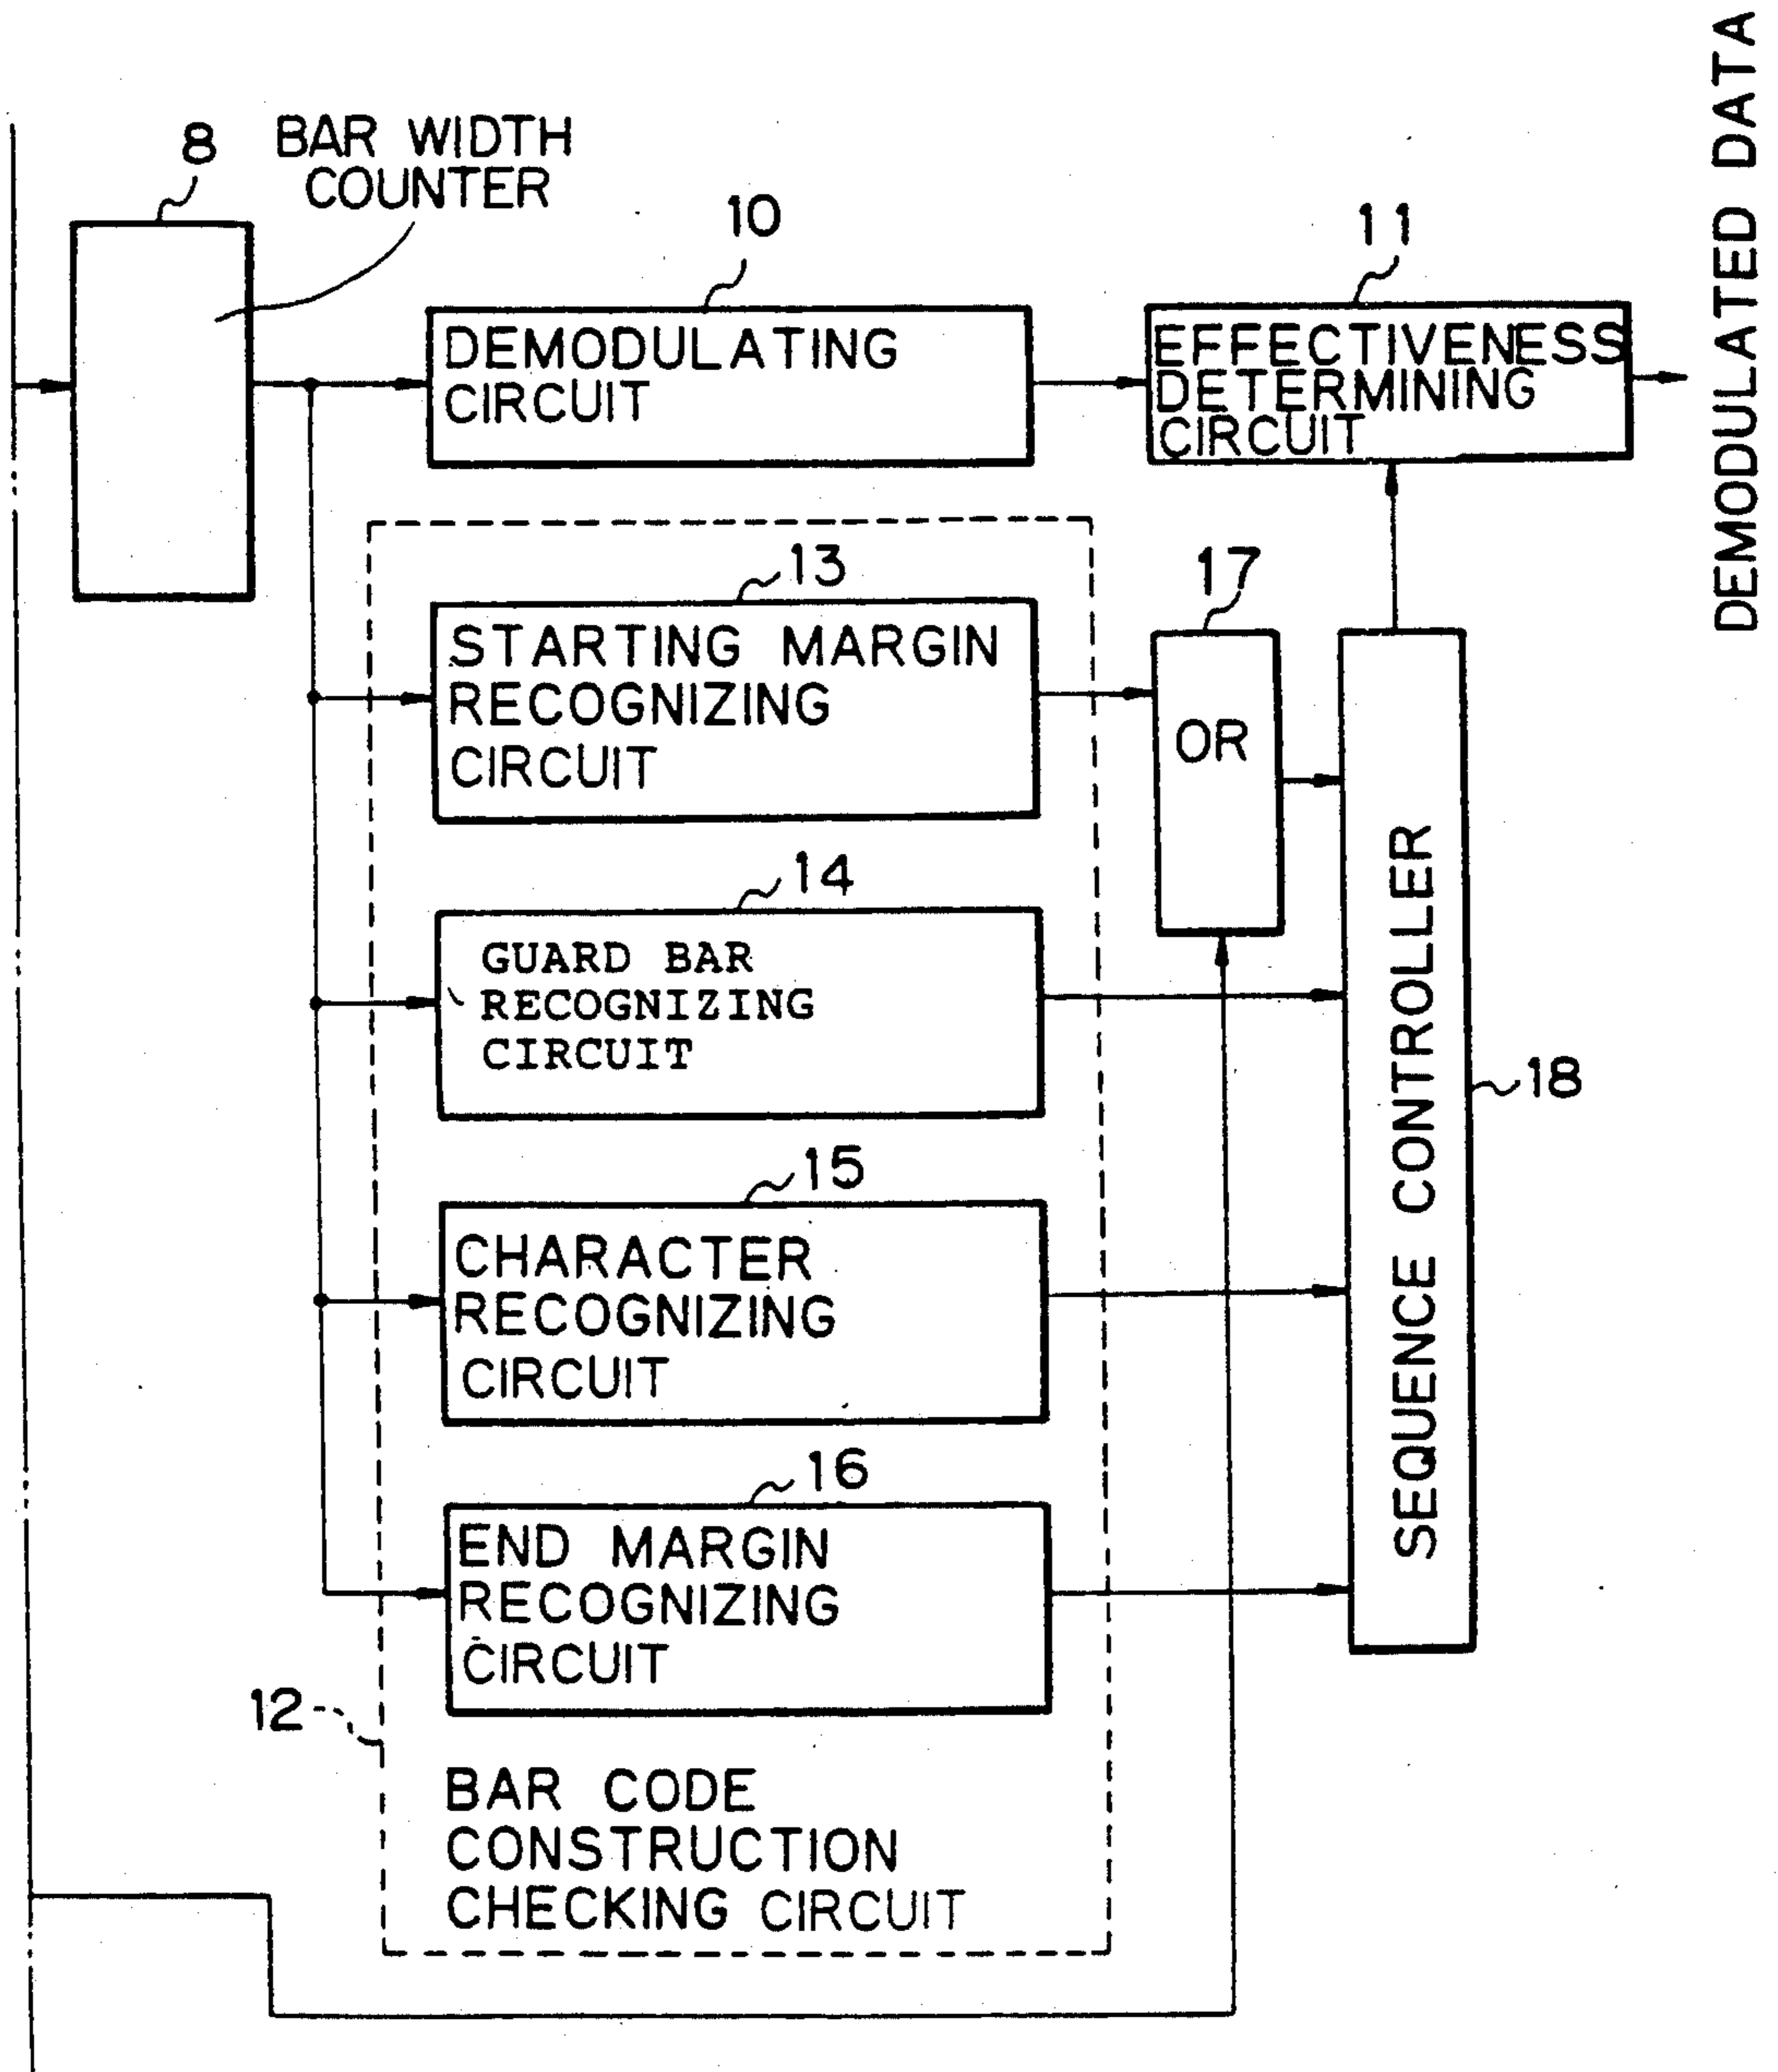 8
BAR WIDTH
COUNTER
10
DEMODULATING
CIRCUIT
11
EFFECTIVENESS
DETERMINING
CIRCUIT
DEMODULATED DATA
13
STARTING MARGIN
RECOGNIZING
CIRCUIT
17
OR
14
GUARD BAR
RECOGNIZING
CIRCUIT
SEQUENCE CONTROLLER
18
15
CHARACTER
RECOGNIZING
CIRCUIT
16
END MARGIN
RECOGNIZING
CIRCUIT
12
BAR CODE
CONSTRUCTION
CHECKING CIRCUIT